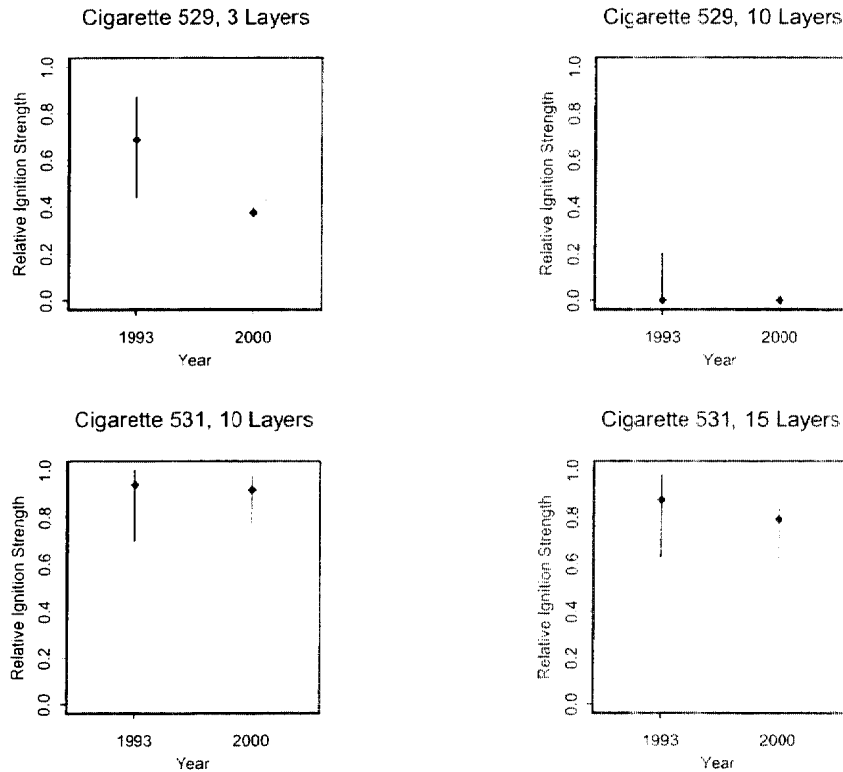 Cigarette 529, 3 Layers
Relative Ignition Strength
1.0
0.8
0.6
0.4
0.2
0.0
1993 2000
Year
Cigarette 529, 10 Layers
Relative Ignition Strength
1.0
0.8
0.6
0.4
0.2
0.0
1993 2000
Year
Cigarette 531, 10 Layers
Relative Ignition Strength
1.0
0.8
0.6
0.4
0.2
0.0
1993 2000
Year
Cigarette 531, 15 Layers
Relative Ignition Strength
1.0
0.8
0.6
0.4
0.2
0.0
1993 2000
Year